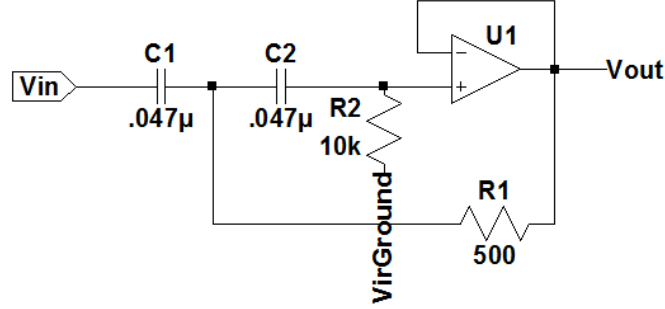 U1
C1
C2
Vin
Vout
.047µ
.047µ
R2
10k
R1
500
VirGround
−
+